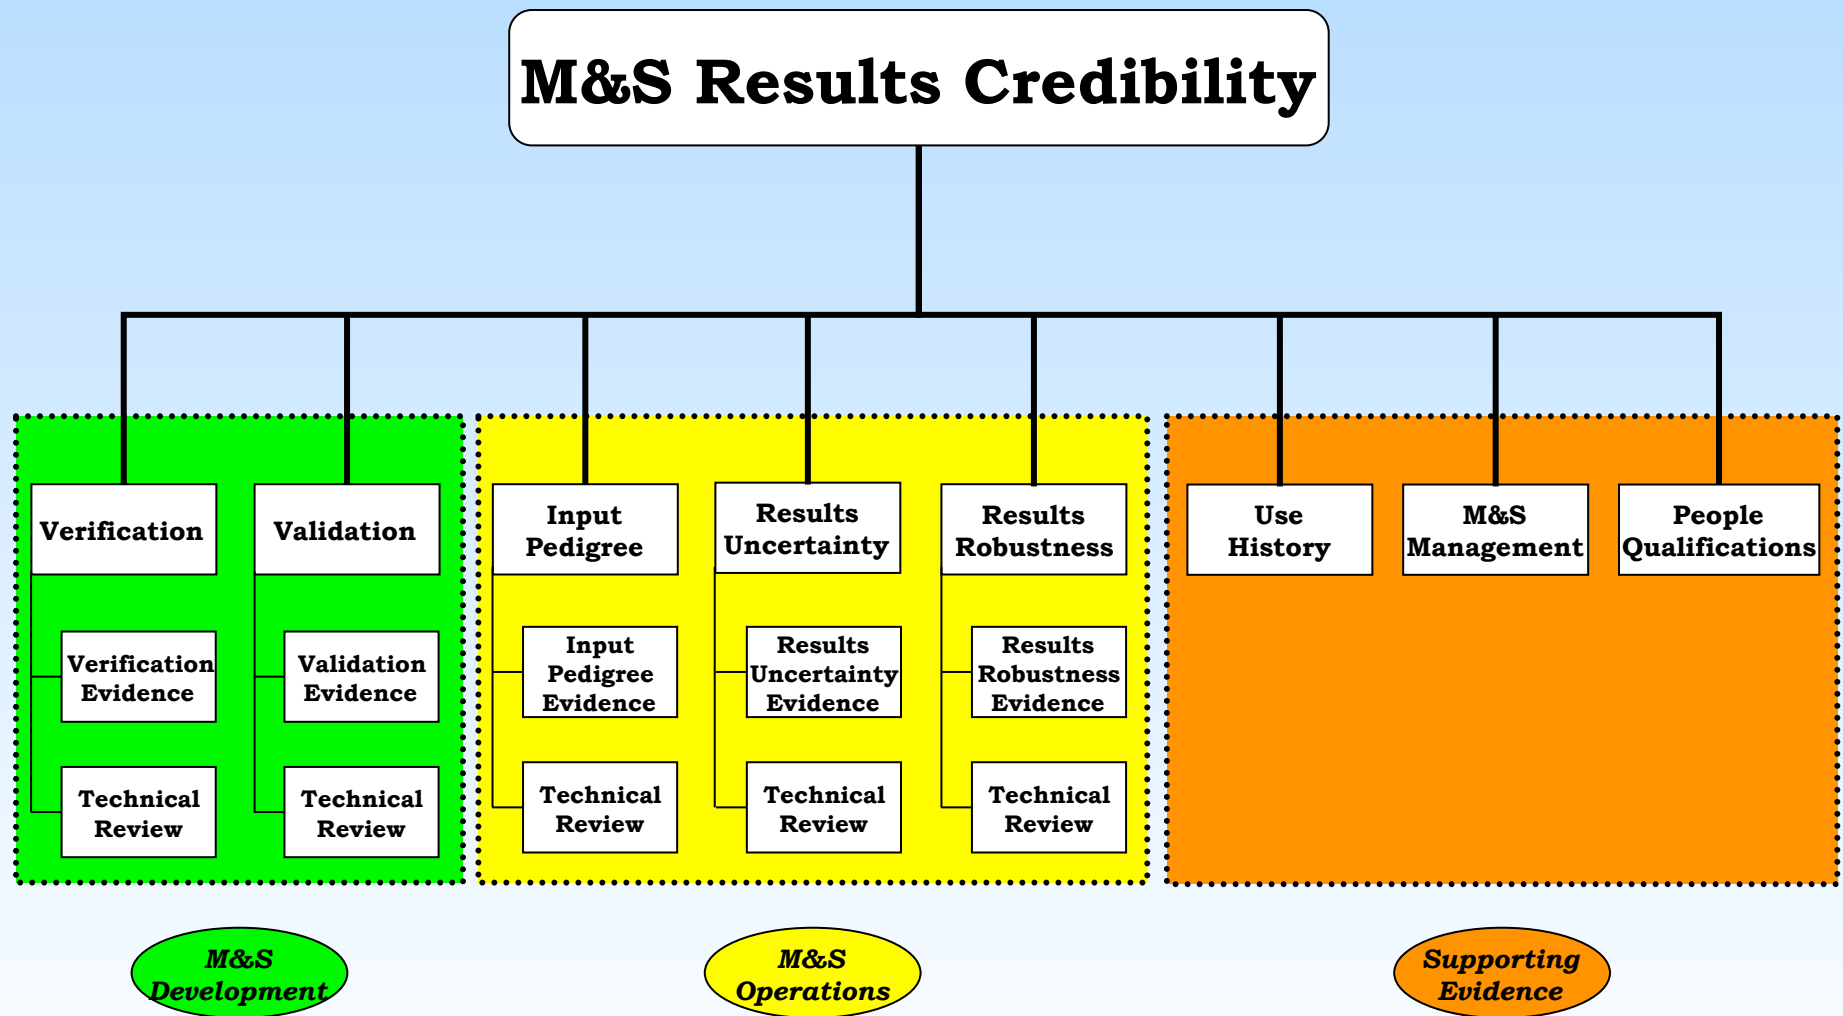 M&S Results Credibility
Verification
Validation
Input
Pedigree
Results
Uncertainty
Results
Robustness
Use
History
M&S
Management
People
Qualifications
Verification
Evidence
Validation
Evidence
Input
Pedigree
Evidence
Results
Uncertainty
Evidence
Results
Robustness
Evidence
Technical
Review
Technical
Review
Technical
Review
Technical
Review
Technical
Review
M&S
Development
M&S
Operations
Supporting
Evidence